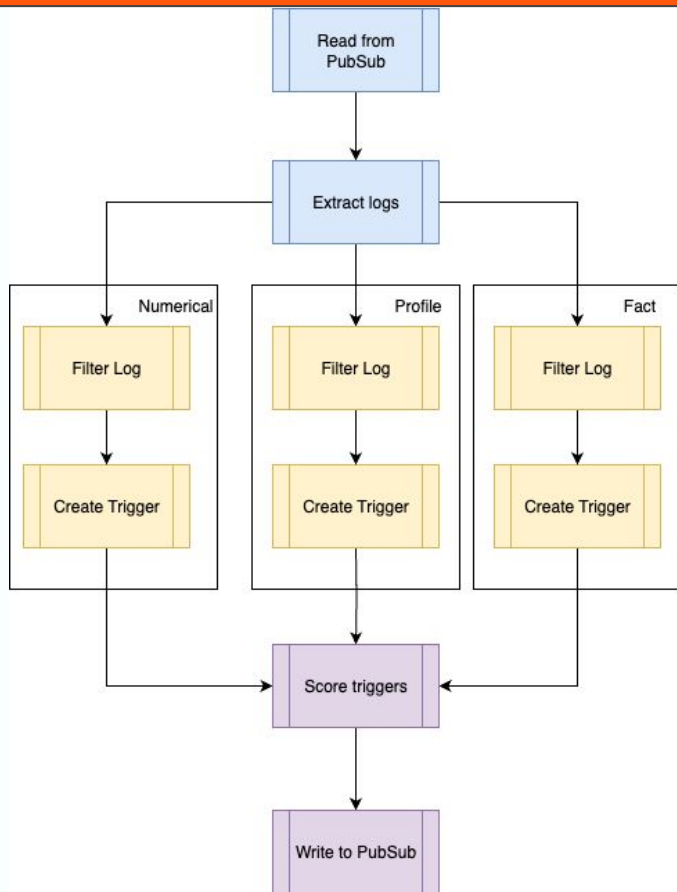 Read from
PubSub
Extract logs
Numerical
Filter Log
Create Trigger
Profile
Filter Log
Create Trigger
Fact
Filter Log
Create Trigger
Score triggers
Write to PubSub